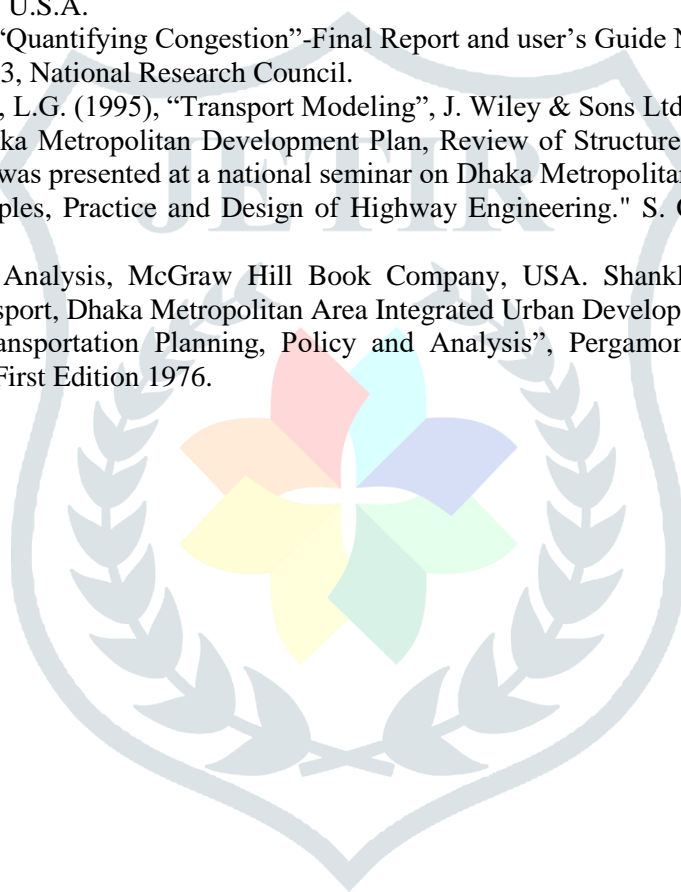 U.S.A.
“Quantifying Congestion”-Final Report and user’s Guide
3, National Research Council.
, L.G. (1995), “Transport Modeling”, J. Wiley & Sons Ltd
ka Metropolitan Development Plan, Review of Structure
was presented at a national seminar on Dhaka Metropolitan
ples, Practice and Design of Highway Engineering." S.
JETIR
Analysis, McGraw Hill Book Company, USA. Shankl
sport, Dhaka Metropolitan Area Integrated Urban Develop
ansportation Planning, Policy and Analysis”, Pergamon
First Edition 1976.